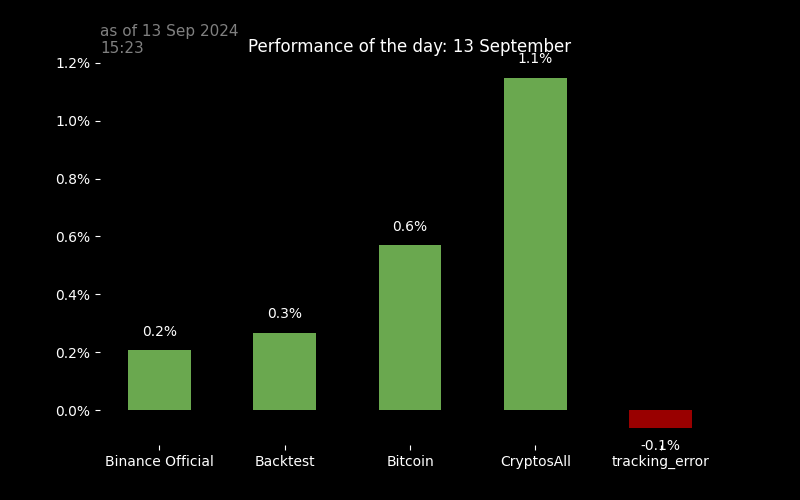 as of 13 Sep 2024
15:23
Performance of the day: 13 September
1.2%
1.0%
0.8%
0.6%
0.4%
0.2%
0.0%
0.2%
0.3%
0.6%
1.1%
-0.1%
Binance Official
Backtest
Bitcoin
CryptosAll
tracking_error